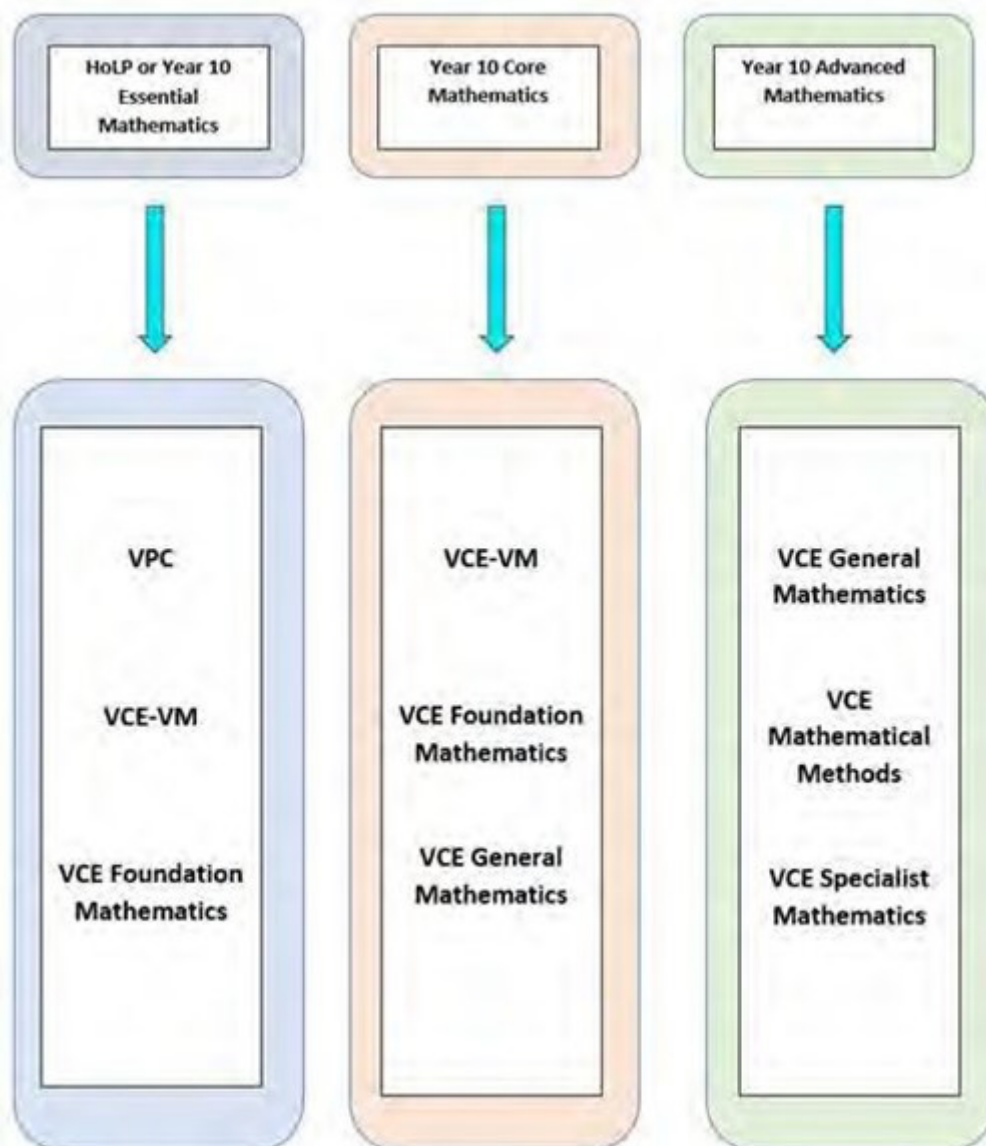 HoLP or Year 10
Essential
Mathematics
Year 10 Core
Mathematics
Year 10 Advanced
Mathematics
VPC
VCE-VM
VCE Foundation
Mathematics
VCE-VM
VCE Foundation
Mathematics
VCE General
Mathematics
VCE General
Mathematics
VCE
Mathematical
Methods
VCE Specialist
Mathematics